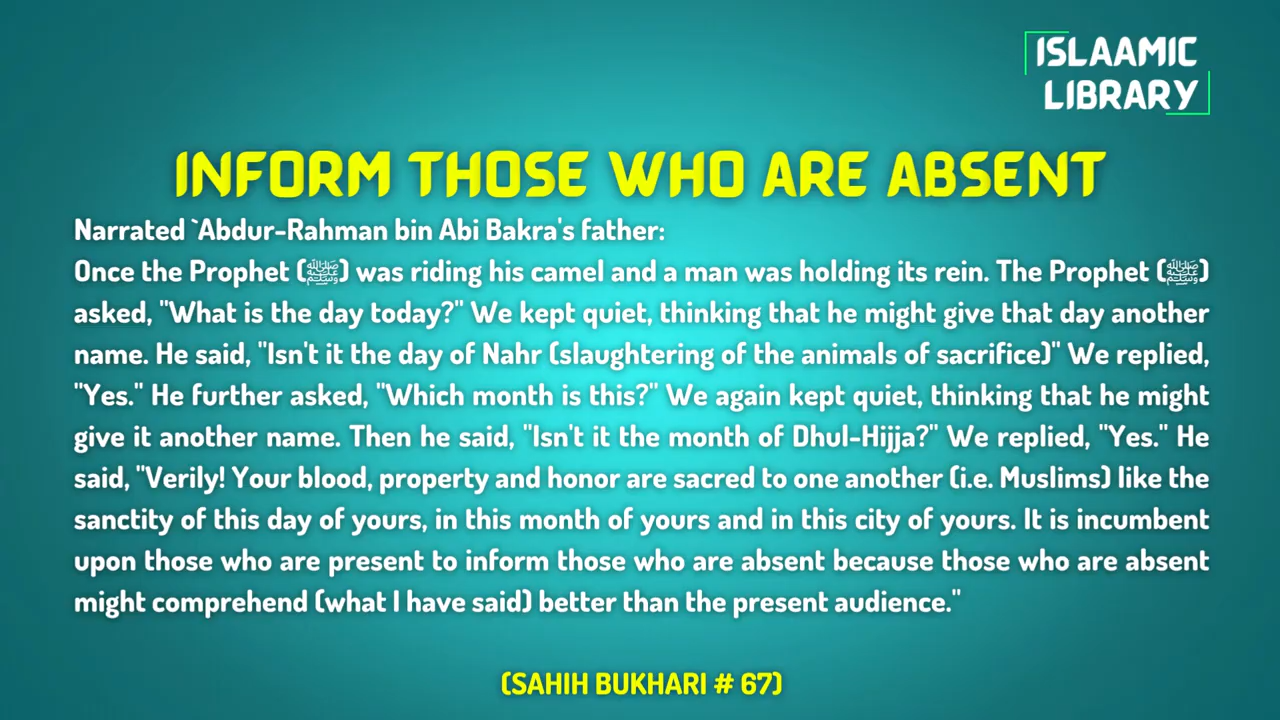 ISLAAMIC
LIBRARY
INFORM THOSE WHO ARE ABSENT
Narrated `Abdur-Rahman bin Abi Bakra's father:
Once the Prophet (ﷺ) was riding his camel and a man was holding its rein. The Prophet (ﷺ)
asked, "What is the day today?" We kept quiet, thinking that he might give that day another
name. He said, "Isn't it the day of Nahr (slaughtering of the animals of sacrifice)" We replied,
"Yes." He further asked, "Which month is this?" We again kept quiet, thinking that he might
give it another name. Then he said, "Isn't it the month of Dhul-Hijja?" We replied, "Yes." He
said, "Verily! Your blood, property and honor are sacred to one another (i.e. Muslims) like the
sanctity of this day of yours, in this month of yours and in this city of yours. It is incumbent
upon those who are present to inform those who are absent because those who are absent
might comprehend (what I have said) better than the present audience."
(SAHIH BUKHARI # 67)